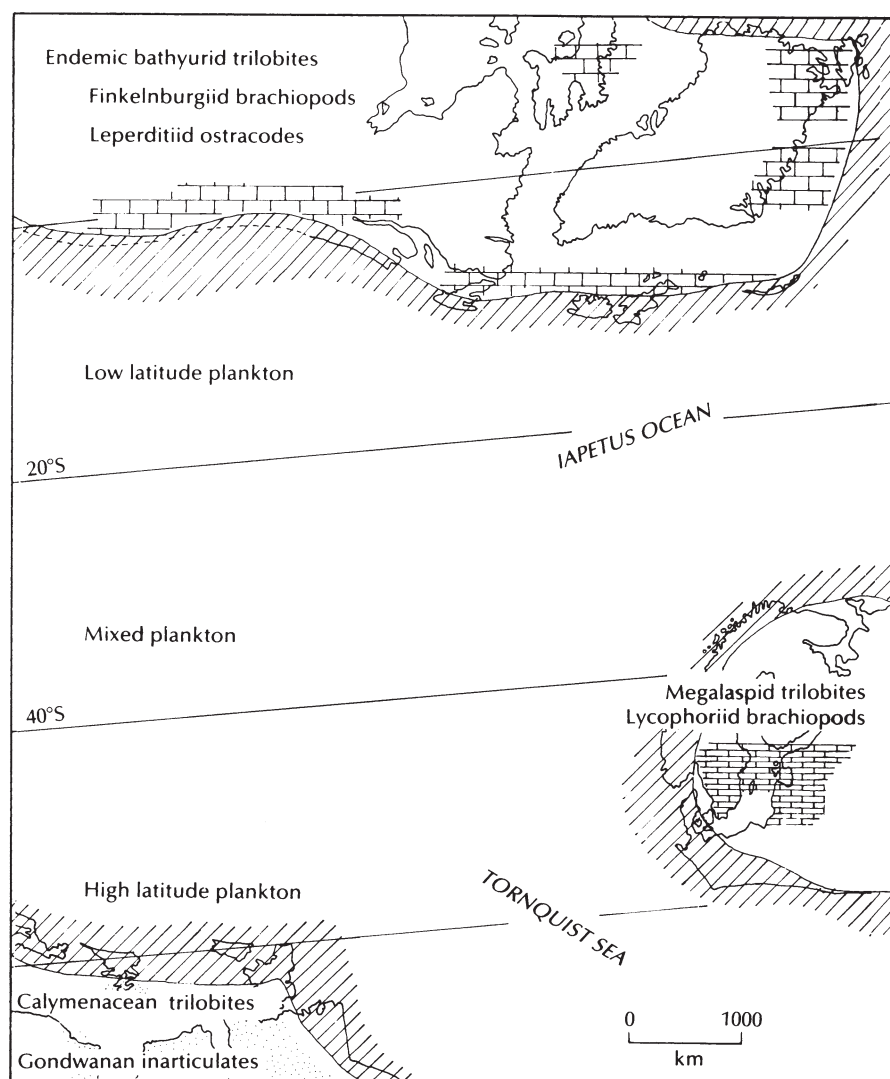 Endemic bathyurid trilobites
Finkelnburgiid brachiopods
Leperditiid ostracodes
Low latitude plankton
IAPETUS OCEAN
20°S
Mixed plankton
Megalaspid trilobites
Lycophoriid brachiopods
40°S
High latitude plankton
TORNQUIST SEA
Calymenacean trilobites
Gondwanan inarticulates
0 1000
km